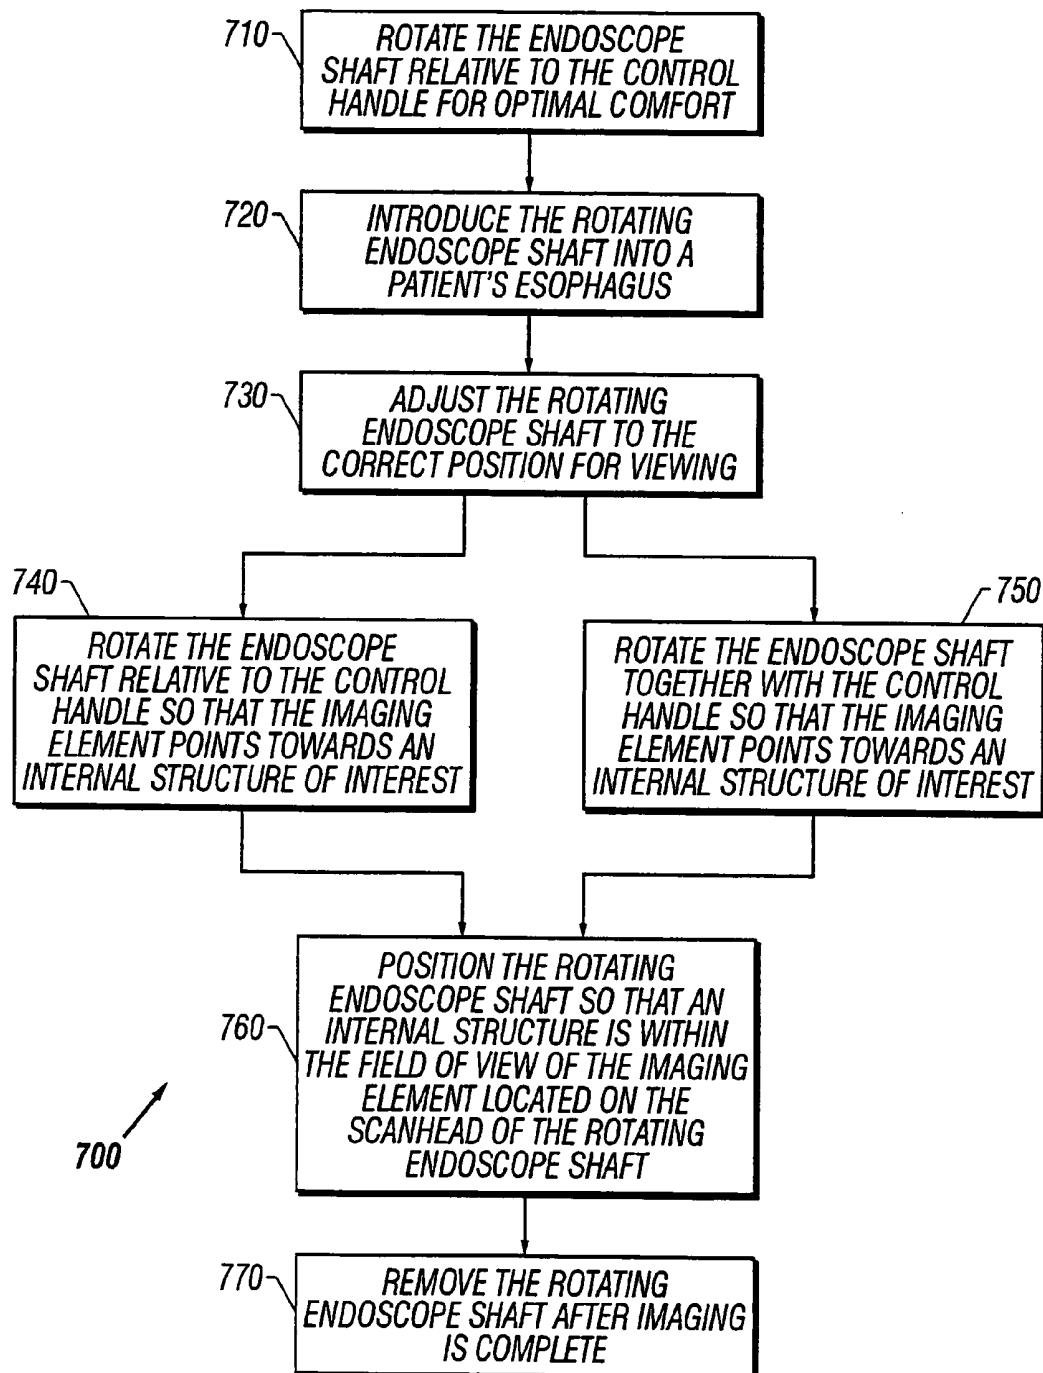 710
ROTATE THE ENDOSCOPE
SHAFT RELATIVE TO THE CONTROL
HANDLE FOR OPTIMAL COMFORT
720
INTRODUCE THE ROTATING
ENDOSCOPE SHAFT INTO A
PATIENT'S ESOPHAGUS
730
ADJUST THE ROTATING
ENDOSCOPE SHAFT TO THE
CORRECT POSITION FOR VIEWING
740
ROTATE THE ENDOSCOPE
SHAFT RELATIVE TO THE CONTROL
HANDLE SO THAT THE IMAGING
ELEMENT POINTS TOWARDS AN
INTERNAL STRUCTURE OF INTEREST
750
ROTATE THE ENDOSCOPE SHAFT
TOGETHER WITH THE CONTROL
HANDLE SO THAT THE IMAGING
ELEMENT POINTS TOWARDS AN
INTERNAL STRUCTURE OF INTEREST
760
POSITION THE ROTATING
ENDOSCOPE SHAFT SO THAT AN
INTERNAL STRUCTURE IS WITHIN
THE FIELD OF VIEW OF THE IMAGING
ELEMENT LOCATED ON THE
SCANHEAD OF THE ROTATING
ENDOSCOPE SHAFT
700
770
REMOVE THE ROTATING
ENDOSCOPE SHAFT AFTER IMAGING
IS COMPLETE